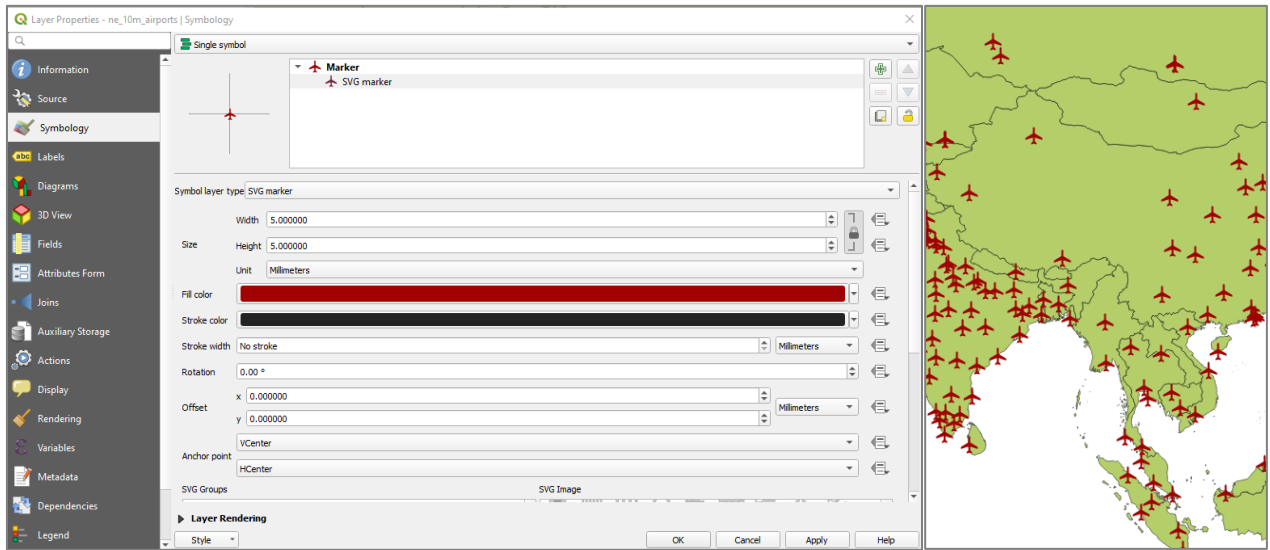 Layer Properties - ne_10m_airports | Symbology
Single symbol
Information
Source
Symbology
abc Labels
Diagrams
3D View
Fields
Attributes Form
Joins
Auxiliary Storage
Actions
Display
Rendering
Variables
Metadata
Dependencies
Legend
Marker
SVG marker
Symbol layer type SVG marker
Size
Width 5.000000
Height 5.000000
Unit Millimeters
Fill color
Stroke color
Stroke width No stroke Millimeters
Rotation 0.00 °
Offset
x 0.000000
y 0.000000
Millimeters
Anchor point
VCenter
HCenter
SVG Groups SVG Image
Layer Rendering
Style OK Cancel Apply Help